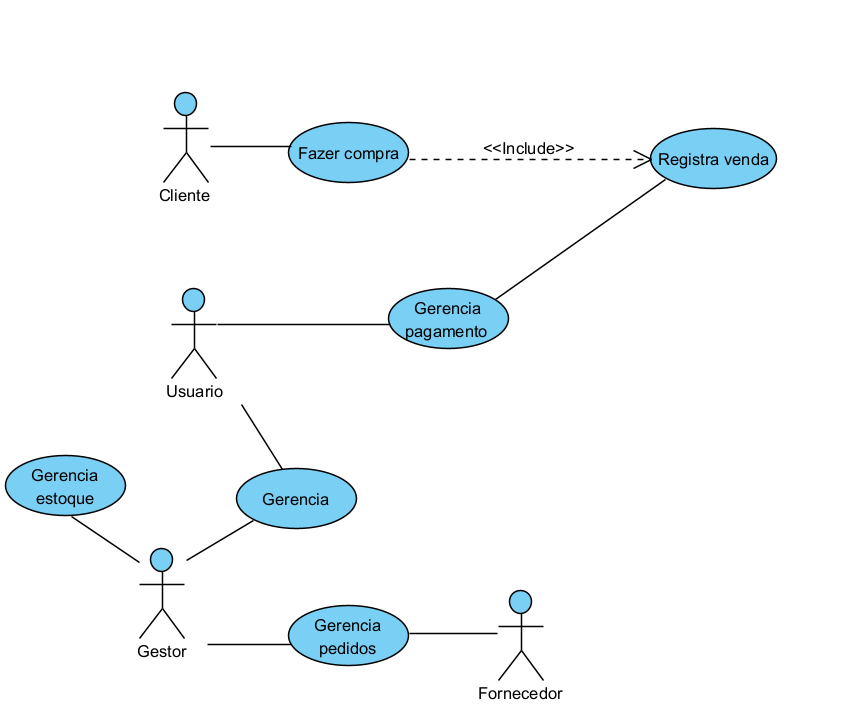 Fazer compra
<<Include>>
Registra venda
Cliente
Gerencia
pagamento
Usuario
Gerencia
estoque
Gerencia
Gestor
Gerencia
pedidos
Fornecedor